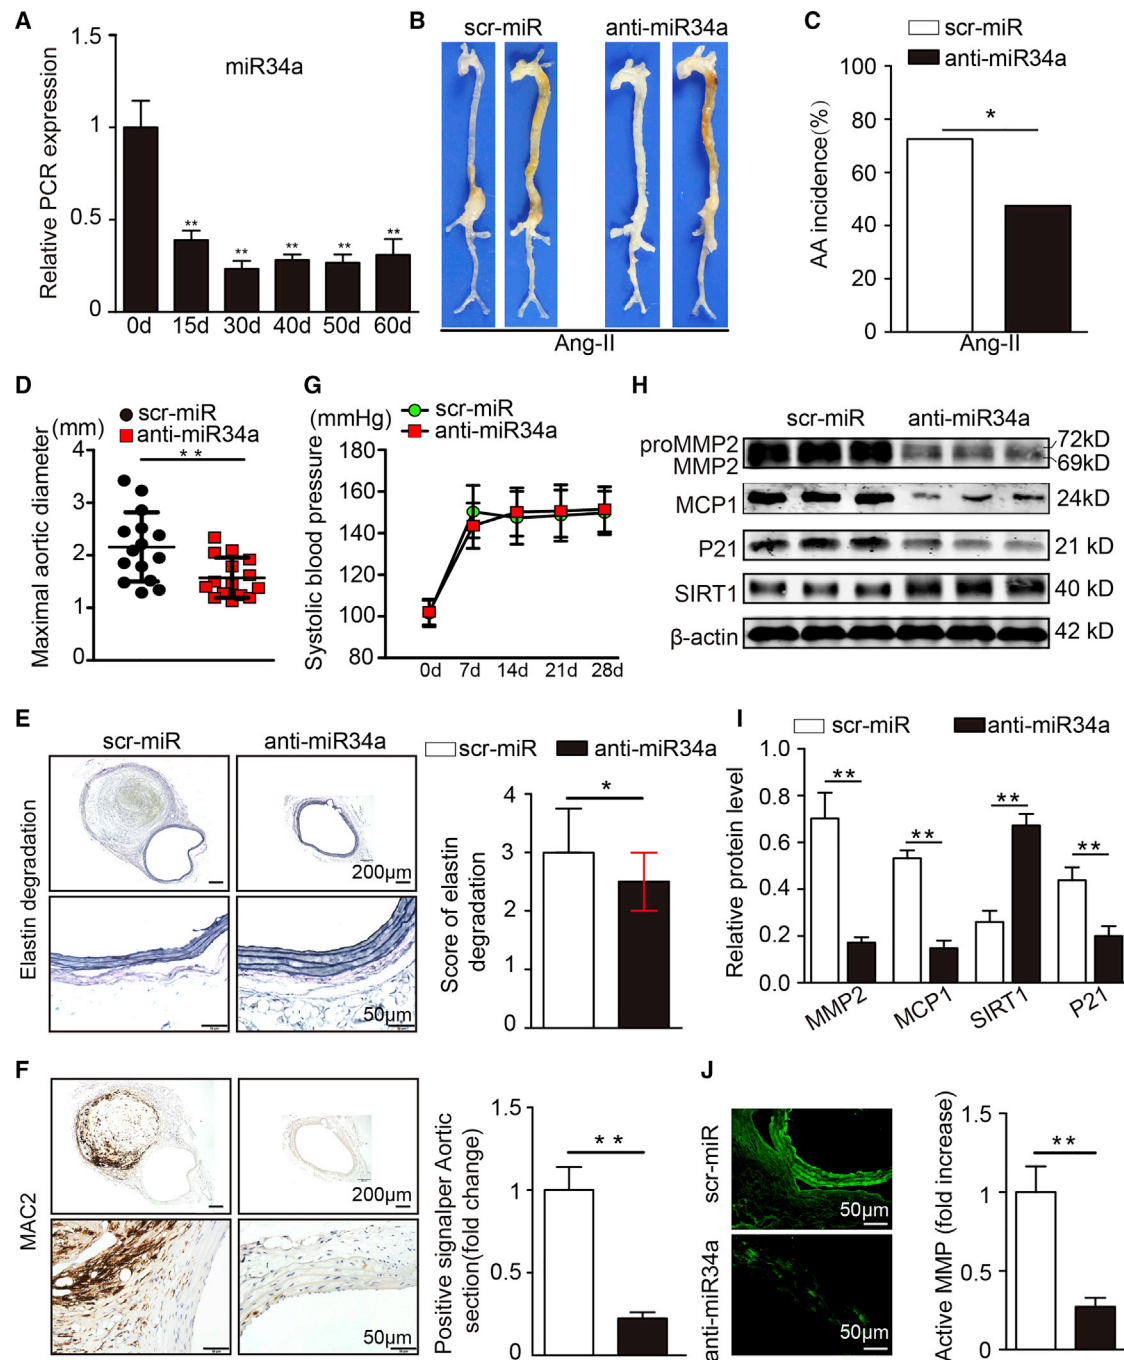 A
1.5
1
0.5
0
Relative PCR expression
miR34a
** ** ** ** **
0d 15d 30d 40d 50d 60d
B
scr-miR anti-miR34a
Ang-II
C
scr-miR
anti-miR34a
100
80
60
40
20
0
AA incidence(%)
*
Ang-II
D
(mm)
scr-miR
anti-miR34a
**
4
3
2
1
0
Maximal aortic diameter
G
(mmHg)
scr-miR
anti-miR34a
160
140
120
100
80
Systolic blood pressure
0d 7d 14d 21d 28d
H
scr-miR anti-miR34a
proMMP2 72kD
MMP2 69kD
MCP1 24kD
P21 21 kD
SIRT1 40 kD
β-actin 42 kD
E
scr-miR anti-miR34a
Elastin degradation
200μm
50μm
scr-miR anti-miR34a
4
3
2
1
0
Score of elastin
degradation
*
I
scr-miR anti-miR34a
1.0
0.8
0.6
0.4
0.2
0.0
Relative protein level
** ** ** **
MMP2 MCP1 SIRT1 P21
F
MAC2
200μm
50μm
1.5
1
0.5
0
Positive signalper Aortic
section(fold change)
**
J
scr-miR
50μm
anti-miR34a
50μm
1.5
1
0.5
0
Active MMP (fold increase)
**